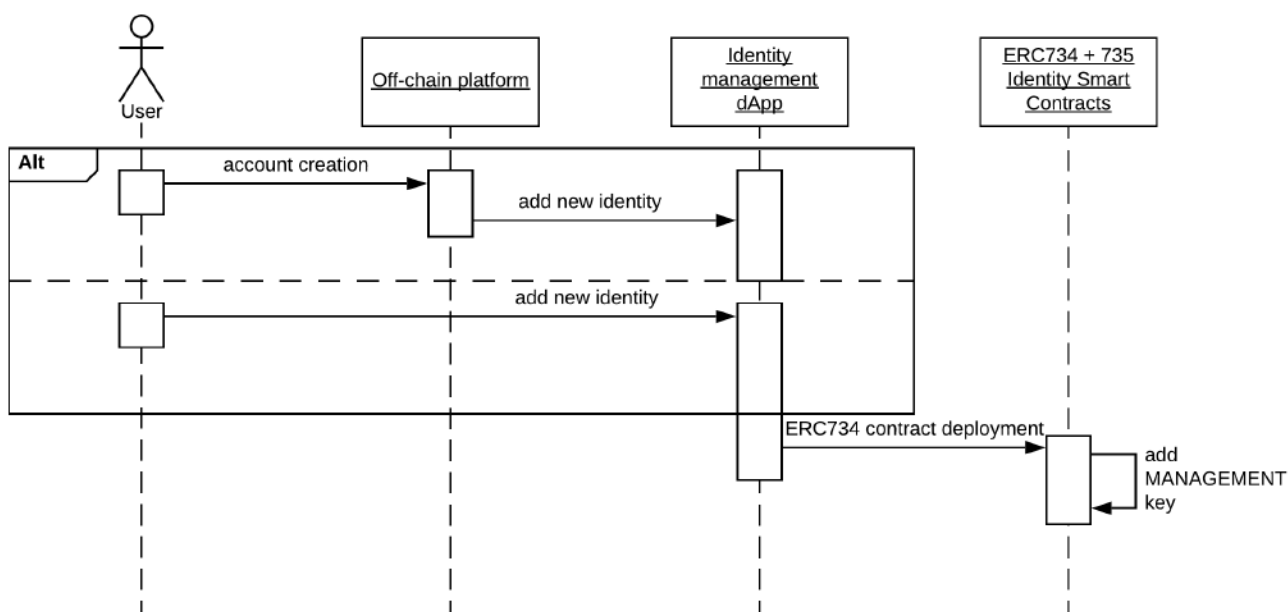 User
Off-chain platform
Identity
management
dApp
ERC734 + 735
Identity Smart
Contracts
Alt
account creation
add new identity
add new identity
ERC734 contract deployment
add
MANAGEMENT
key